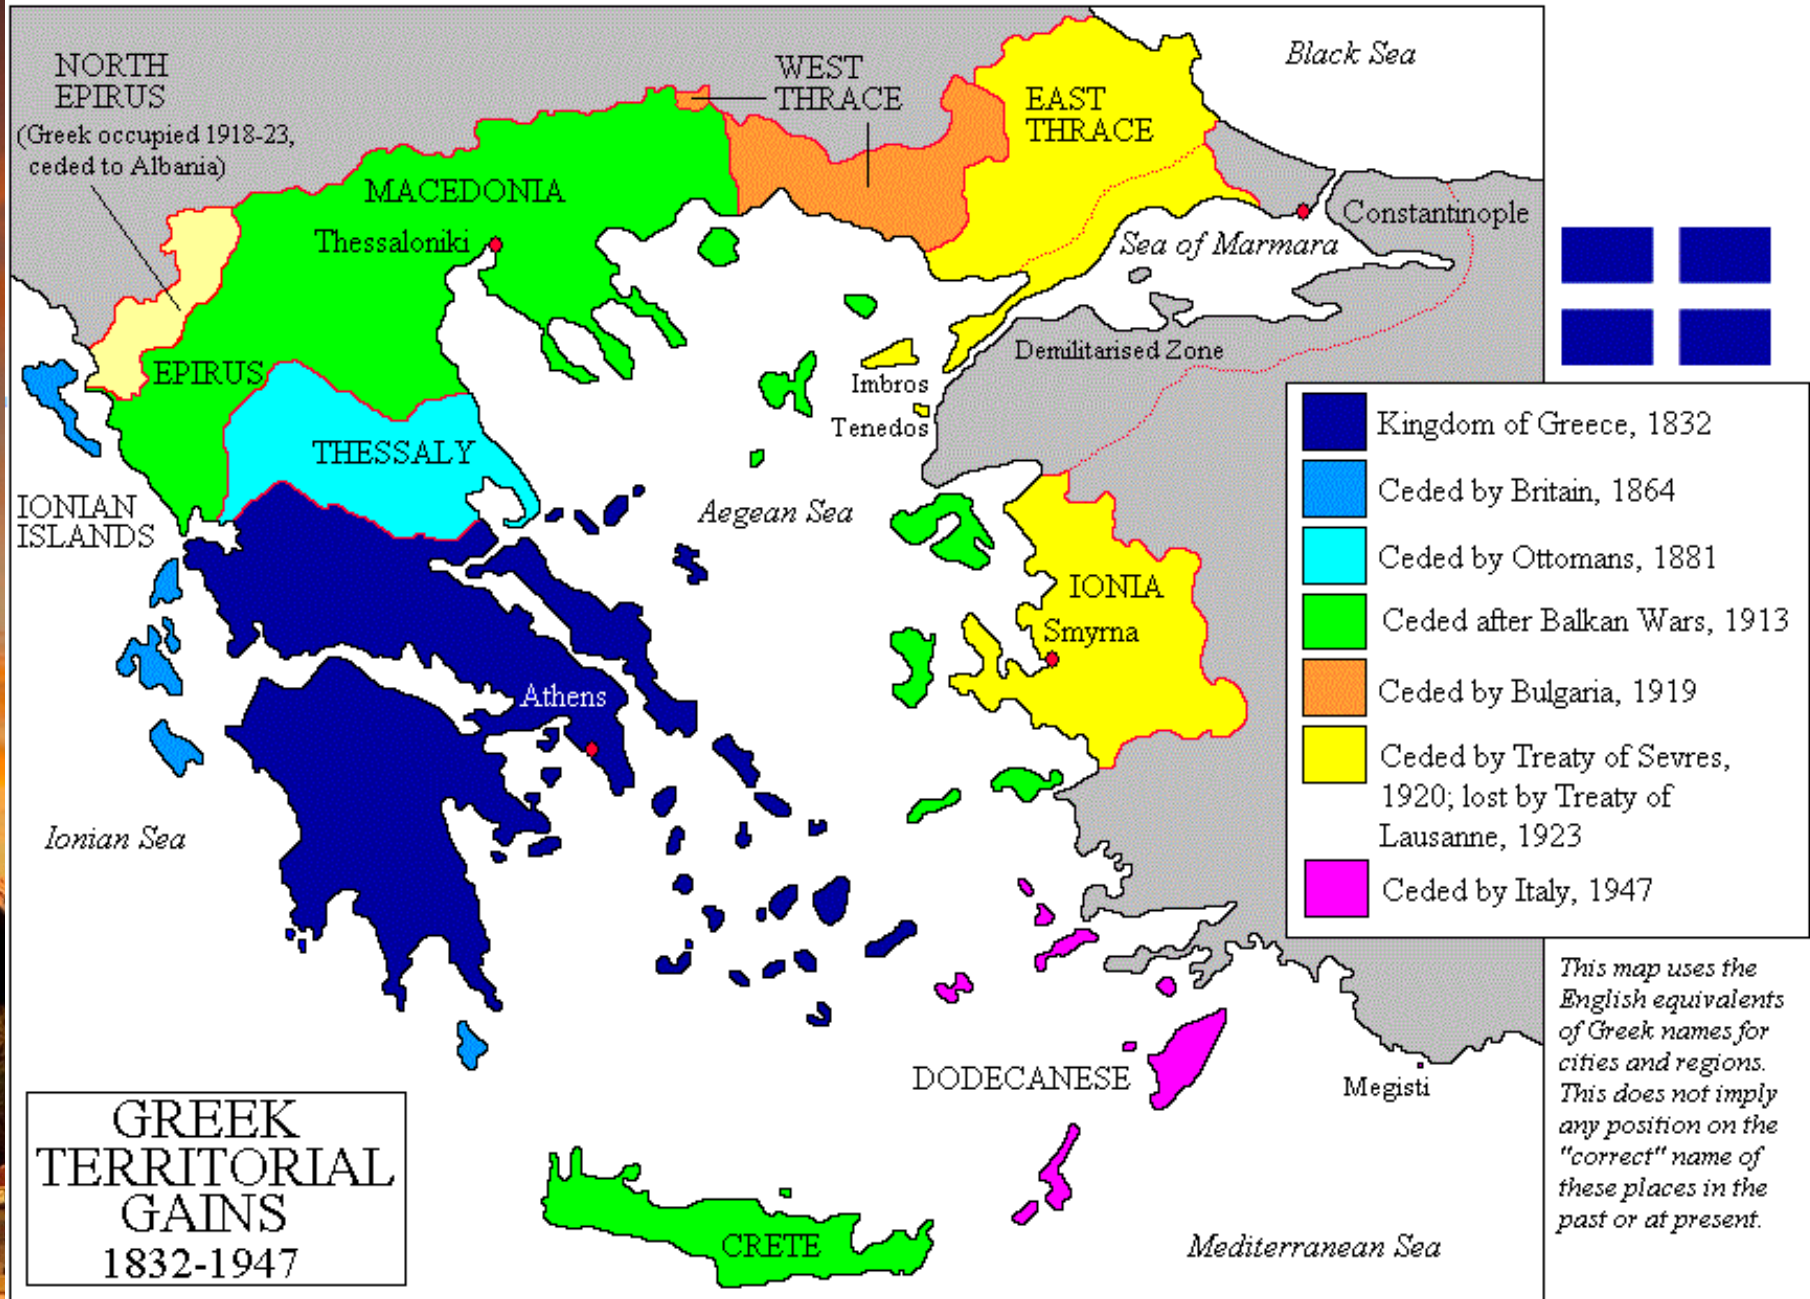 NORTH
EPIRUS
(Greek occupied 1918-23,
ceded to Albania)
WEST
THRACE
EAST
THRACE
Black Sea
MACEDONIA
Thessaloniki
Constantinople
Sea of Marmara
Demilitarised Zone
EPIRUS
Imbros
Tenedos
THESSALY
IONIAN
ISLANDS
Aegean Sea
IONIA
Smyrna
Athens
Ionian Sea
DODECANESE
Megisti
CRETE
Mediterranean Sea
Kingdom of Greece, 1832
Ceded by Britain, 1864
Ceded by Ottomans, 1881
Ceded after Balkan Wars, 1913
Ceded by Bulgaria, 1919
Ceded by Treaty of Sevres,
1920; lost by Treaty of
Lausanne, 1923
Ceded by Italy, 1947
This map uses the
English equivalents
of Greek names for
cities and regions.
This does not imply
any position on the
"correct" name of
these places in the
past or at present.
GREEK
TERRITORIAL
GAINS
1832-1947